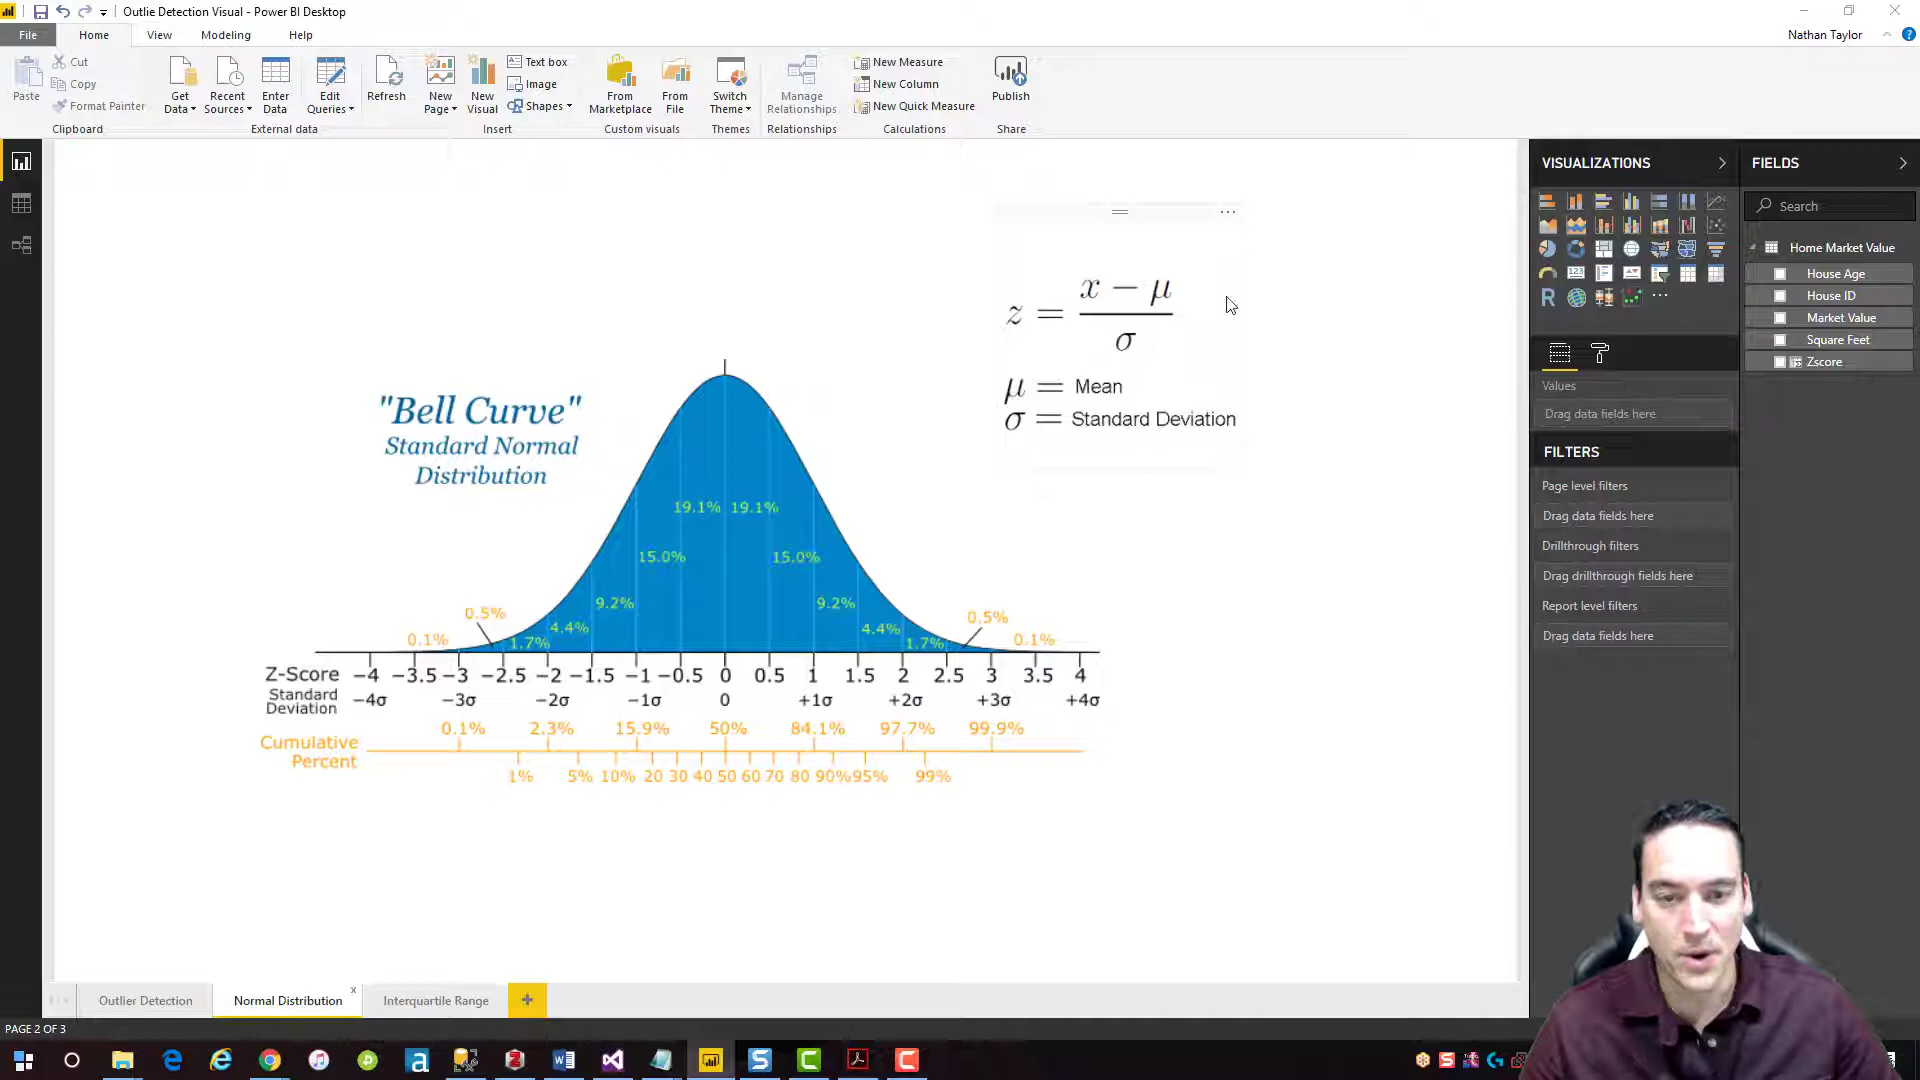 Outlie Detection Visual - Power BI Desktop
File
Home
View
Modeling
Help
Nathan Taylor
Paste
Cut
Copy
Format Painter
Clipboard
Get Data
Recent Sources
Enter Data
Edit Queries
External data
Refresh
New Page
New Visual
Text box
Image
Shapes
Insert
From Marketplace
From File
Custom visuals
Switch Theme
Themes
Manage Relationships
Relationships
New Measure
New Column
New Quick Measure
Calculations
Publish
Share
z = x − μ / σ
μ = Mean
σ = Standard Deviation
"Bell Curve"
Standard Normal
Distribution
19.1% 19.1%
15.0% 15.0%
9.2% 9.2%
0.5% 4.4% 4.4% 0.5%
0.1% 1.7% 1.7% 0.1%
Z-Score −4 −3.5 −3 −2.5 −2 −1.5 −1 −0.5 0 0.5 1 1.5 2 2.5 3 3.5 4
Standard
Deviation −4σ −3σ −2σ −1σ 0 +1σ +2σ +3σ +4σ
0.1% 2.3% 15.9% 50% 84.1% 97.7% 99.9%
Cumulative
Percent
1% 5% 10% 20 30 40 50 60 70 80 90% 95% 99%
VISUALIZATIONS
Values
Drag data fields here
FILTERS
Page level filters
Drag data fields here
Drillthrough filters
Drag drillthrough fields here
Report level filters
Drag data fields here
FIELDS
Search
Home Market Value
House Age
House ID
Market Value
Square Feet
Zscore
Outlier Detection
Normal Distribution
x
Interquartile Range
+
PAGE 2 OF 3